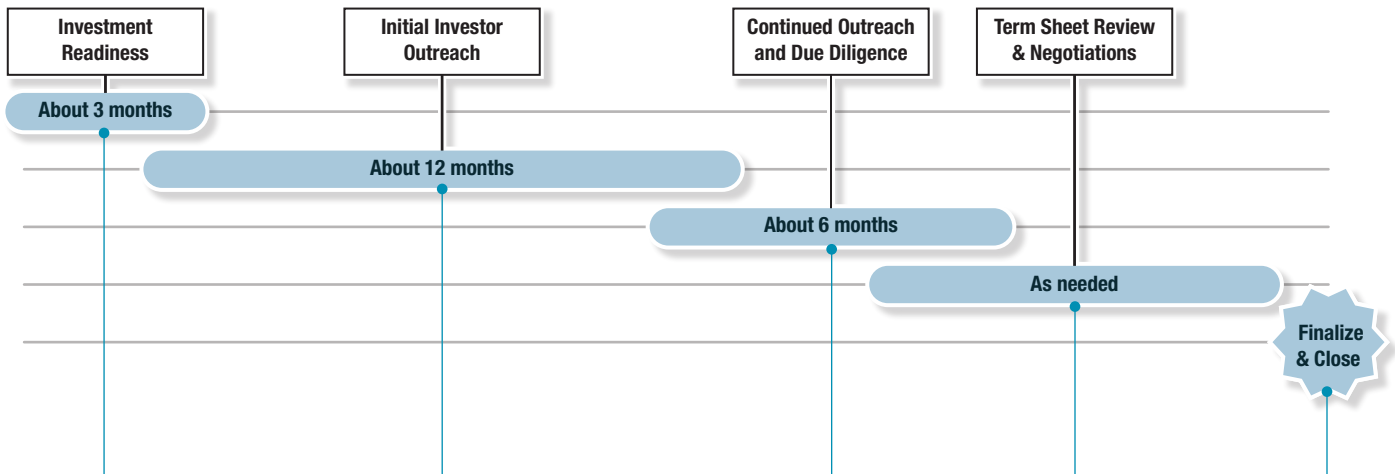 Investment
Readiness
Initial Investor
Outreach
Continued Outreach
and Due Diligence
Term Sheet Review
& Negotiations
About 3 months
About 12 months
About 6 months
As needed
Finalize
& Close